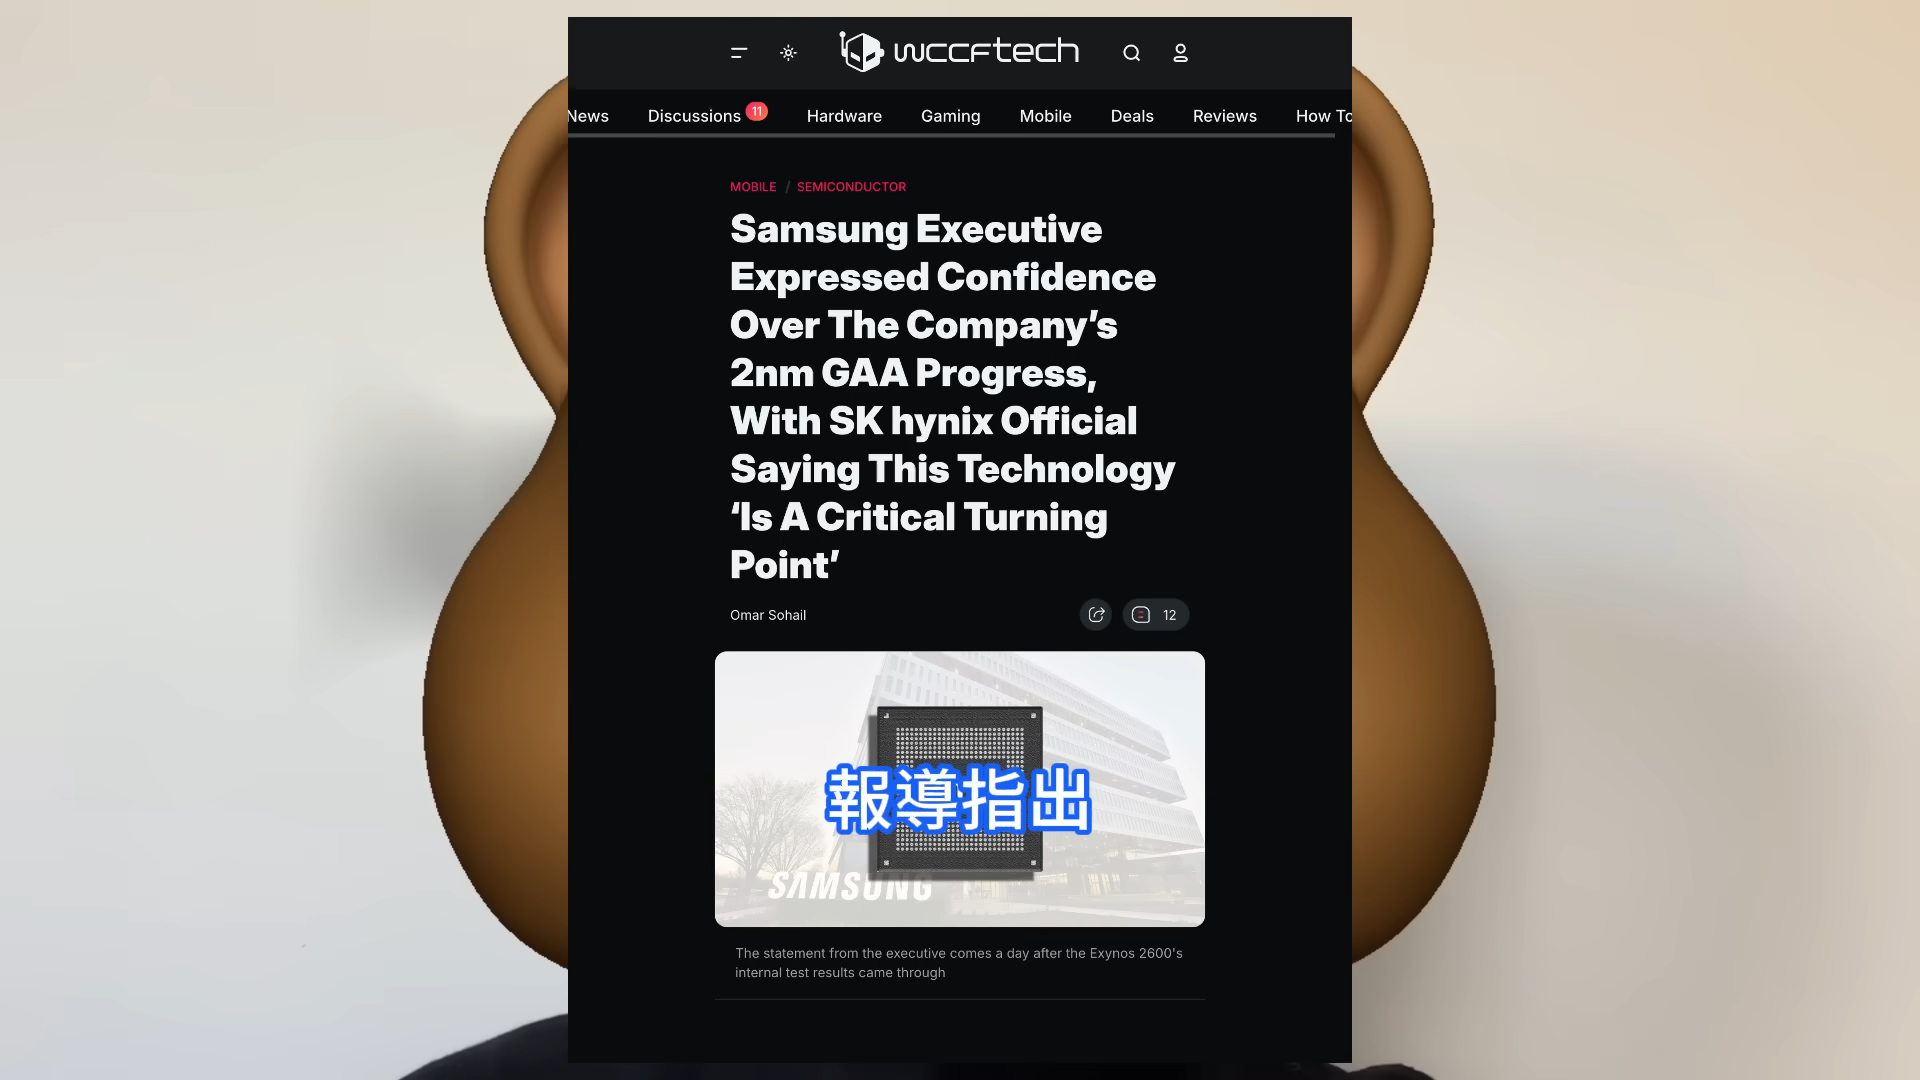 wccftech
News Discussions 11 Hardware Gaming Mobile Deals Reviews How To
MOBILE / SEMICONDUCTOR
Samsung Executive
Expressed Confidence
Over The Company’s
2nm GAA Progress,
With SK hynix Official
Saying This Technology
‘Is A Critical Turning
Point’
Omar Sohail
12
報導指出
SAMSUNG
The statement from the executive comes a day after the Exynos 2600's
internal test results came through